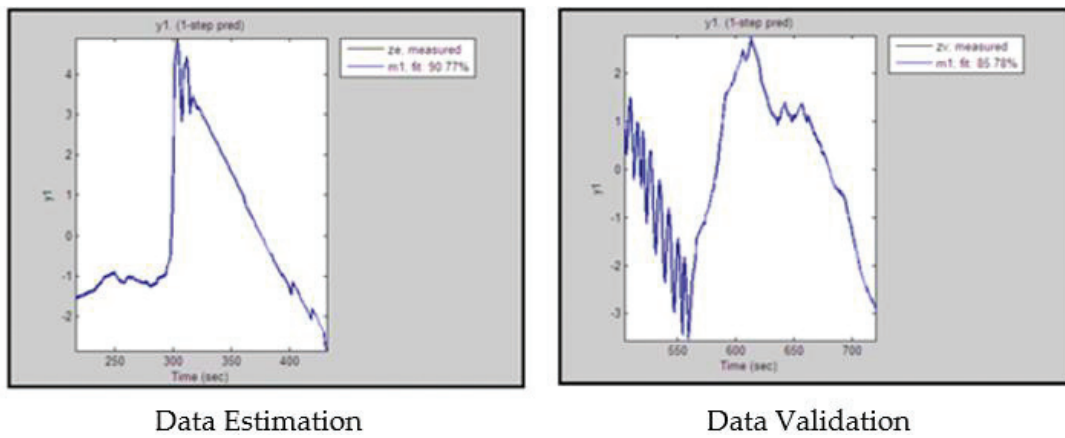 y1. (1-step pred)
ze. measured
m1. fit: 90.77%
4
3
2
1
0
-1
-2
y1
250 300 350 400
Time (sec)
Data Estimation
y1. (1-step pred)
zv. measured
m1. fit: 85.78%
2
1
0
-1
-2
-3
y1
550 600 650 700
Time (sec)
Data Validation